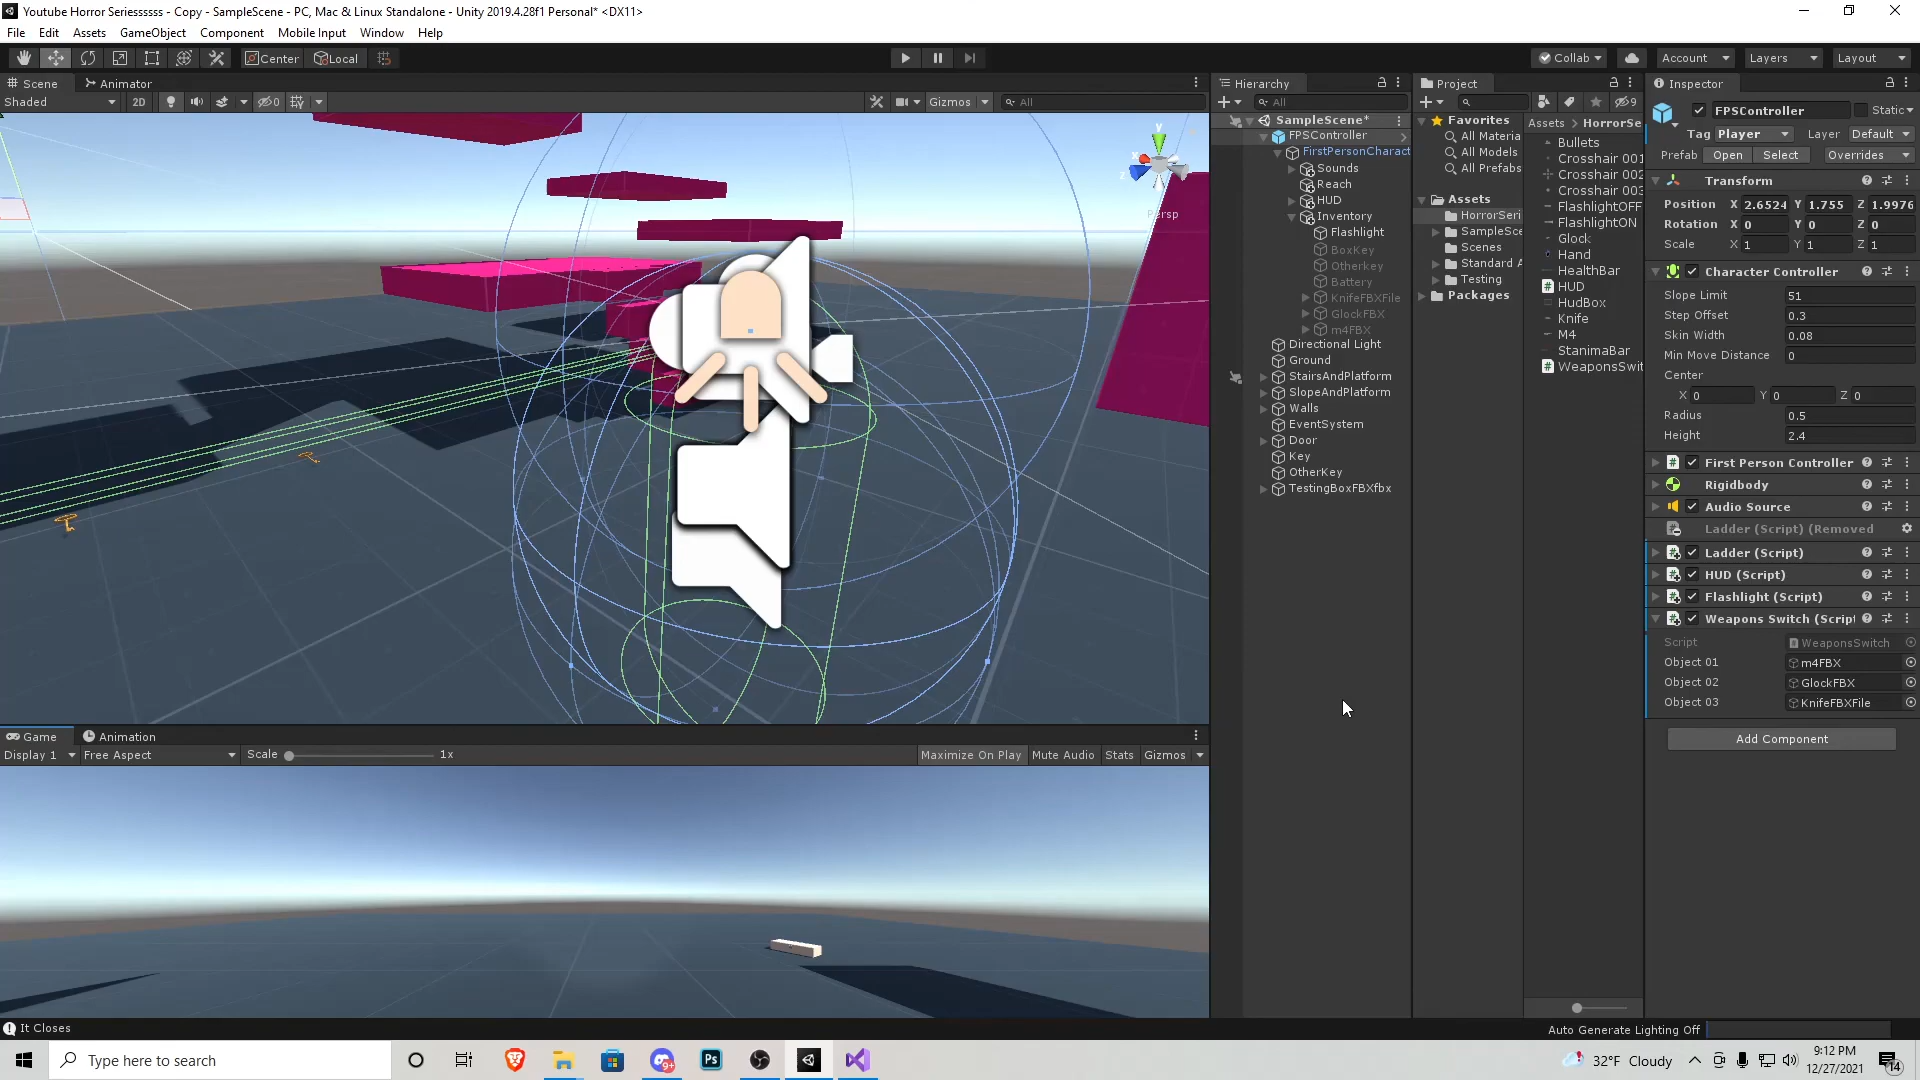 Youtube Horror Seriessssss - Copy - SampleScene - PC, Mac & Linux Standalone - Unity 2019.4.28f1 Personal* <DX11>
File Edit Assets GameObject Component Mobile Input Window Help
Center Local Collab Account Layers Layout
Scene Animator
Shaded 2D Gizmos All
y
x
z
Persp
Game Animation
Display 1 Free Aspect Scale 1x Maximize On Play Mute Audio Stats Gizmos
Hierarchy
All
SampleScene*
FPSController
FirstPersonCharact
Sounds
Reach
HUD
Inventory
Flashlight
BoxKey
Otherkey
Battery
KnifeFBXFile
GlockFBX
m4FBX
Directional Light
Ground
StairsAndPlatform
SlopeAndPlatform
Walls
EventSystem
Door
Key
OtherKey
TestingBoxFBXfbx
Project
9
Favorites
All Materia
All Models
All Prefabs
Assets
HorrorSeri
SampleSce
Scenes
Standard A
Testing
Packages
Assets > HorrorSe
Bullets
Crosshair 001
Crosshair 002
Crosshair 003
FlashlightOFF
FlashlightON
Glock
Hand
HealthBar
HUD
HudBox
Knife
M4
StanimaBar
WeaponsSwit
Inspector
FPSController Static
Tag Player Layer Default
Prefab Open Select Overrides
Transform
Position X 2.6524 Y 1.755 Z 1.9976
Rotation X 0 Y 0 Z 0
Scale X 1 Y 1 Z 1
Character Controller
Slope Limit 51
Step Offset 0.3
Skin Width 0.08
Min Move Distance 0
Center
X 0 Y 0 Z 0
Radius 0.5
Height 2.4
First Person Controller
Rigidbody
Audio Source
Ladder (Script) (Removed
Ladder (Script)
HUD (Script)
Flashlight (Script)
Weapons Switch (Script
Script WeaponsSwitch
Object 01 m4FBX
Object 02 GlockFBX
Object 03 KnifeFBXFile
Add Component
It Closes
Auto Generate Lighting Off
Type here to search
9+
Ps
32°F Cloudy
9:12 PM
12/27/2021
14